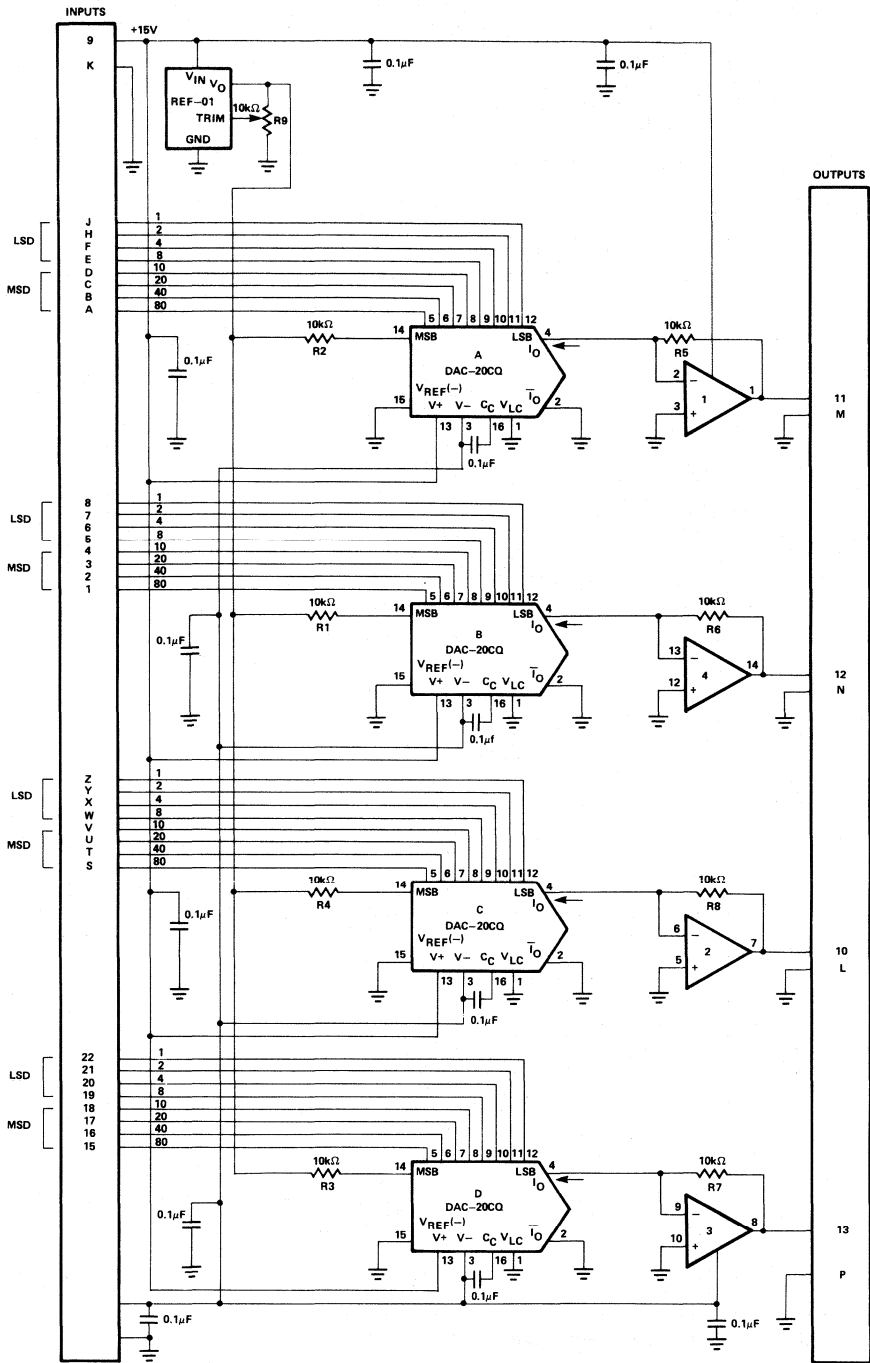 INPUTS
9
+15V
K
0.1μF
0.1μF
VIN VO
REF-01
TRIM
GND
10kΩ
R9
OUTPUTS
LSD
MSD
J 1
H 2
F 4
E 8
D 10
C 20
B 40
A 80
5 6 7 8 9 10 11 12
10kΩ
R2
14
MSB
LSB
4
IO
A
DAC-20CQ
VREF(-)
15
V+ V- CC VLC
IO
2
13 3 16 1
0.1μF
0.1μF
10kΩ
R5
2 -
3 +
1
1
11
M
LSD
MSD
8 1
7 2
6 4
5 8
4 10
3 20
2 40
1 80
5 6 7 8 9 10 11 12
10kΩ
R1
14
MSB
LSB
4
IO
B
DAC-20CQ
VREF(-)
15
V+ V- CC VLC
IO
2
13 3 16 1
0.1μf
0.1μF
10kΩ
R6
13 -
12 +
4
14
12
N
LSD
MSD
Z 1
Y 2
X 4
W 8
V 10
U 20
T 40
S 80
5 6 7 8 9 10 11 12
10kΩ
R4
14
MSB
LSB
4
IO
C
DAC-20CQ
VREF(-)
15
V+ V- CC VLC
IO
2
13 3 16 1
0.1μF
0.1μF
10kΩ
R8
6 -
5 +
2
7
10
L
LSD
MSD
22 1
21 2
20 4
19 8
18 10
17 20
16 40
15 80
5 6 7 8 9 10 11 12
10kΩ
R3
14
MSB
LSB
4
IO
D
DAC-20CQ
VREF(-)
15
V+ V- CC VLC
IO
2
13 3 16 1
0.1μF
0.1μF
10kΩ
R7
9 -
10 +
3
8
13
P
0.1μF
0.1μF